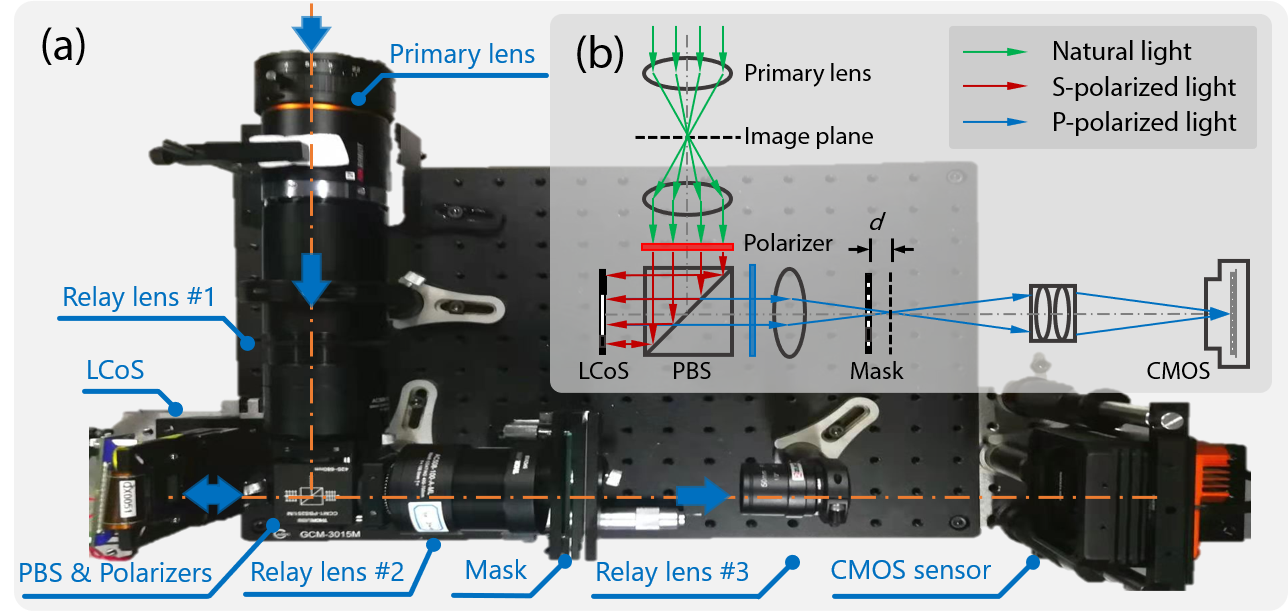 (a)
Primary lens
Relay lens #1
LCoS
PBS & Polarizers
Relay lens #2
Mask
Relay lens #3
CMOS sensor
GCM-3015M
(b)
Primary lens
Image plane
Polarizer
d
LCoS
PBS
Mask
CMOS
Natural light
S-polarized light
P-polarized light